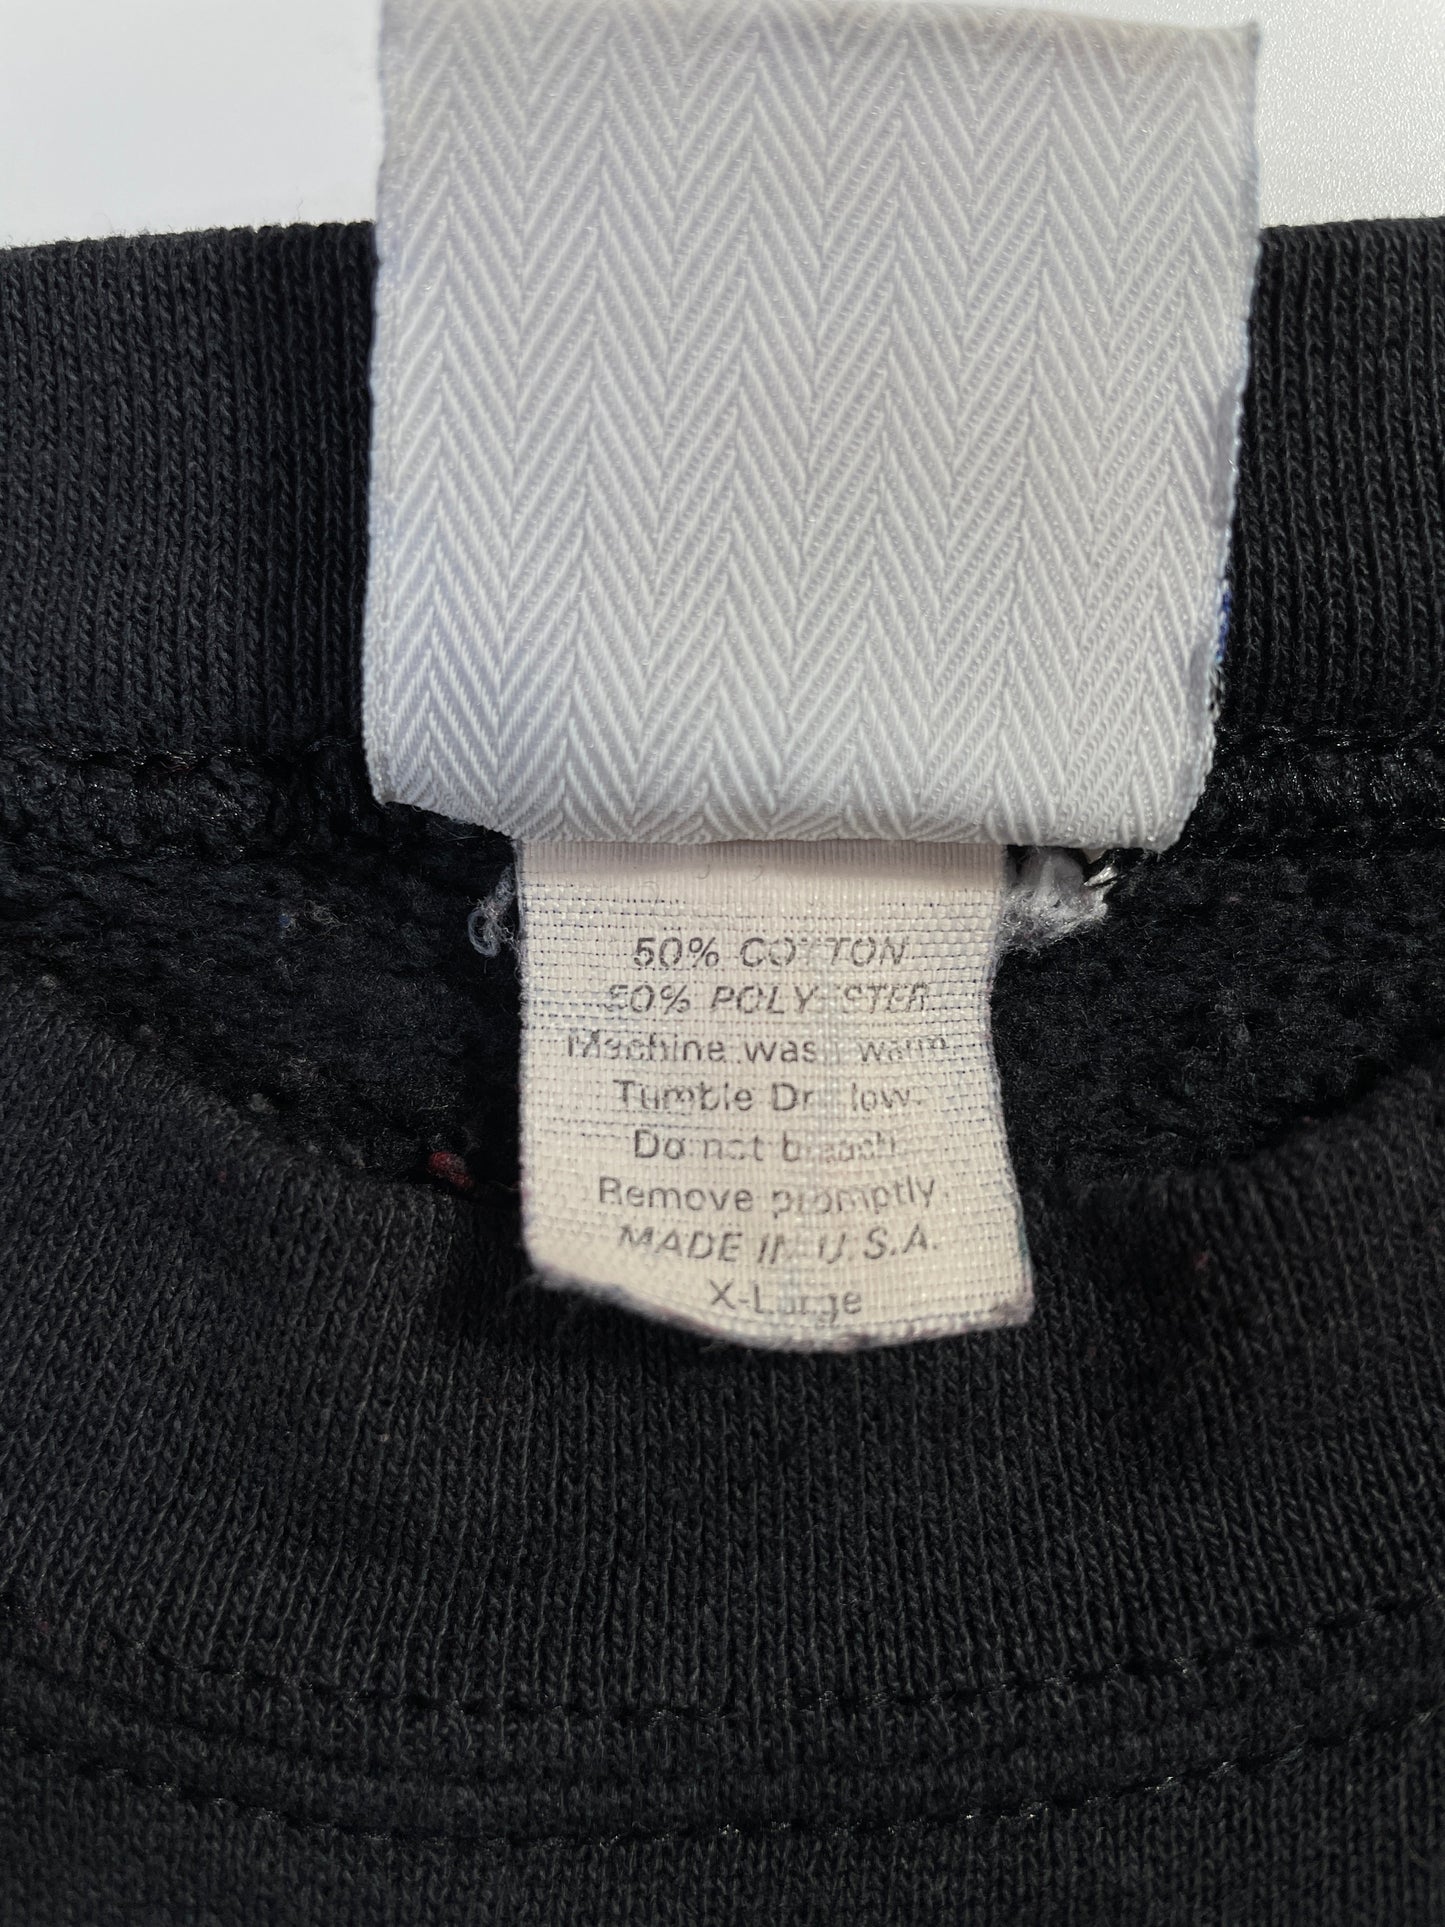 50% COTTON
50% POLYESTER
Machine wash warm
Tumble Dry low.
Do not bleach
Remove promptly.
MADE IN U.S.A.
X-Large